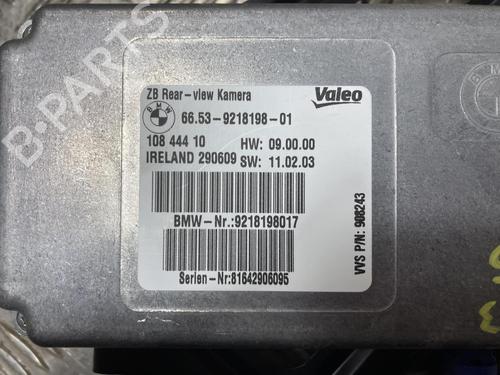 B-PARTS
ZB Rear-view Kamera
Valeo
BMW
66.53-9218198-01
108 444 10 HW: 09.00.00
IRELAND 290609 SW: 11.02.03
BMW-Nr.:9218198017
Serien-Nr:81642906095
VVS P/N: 908243